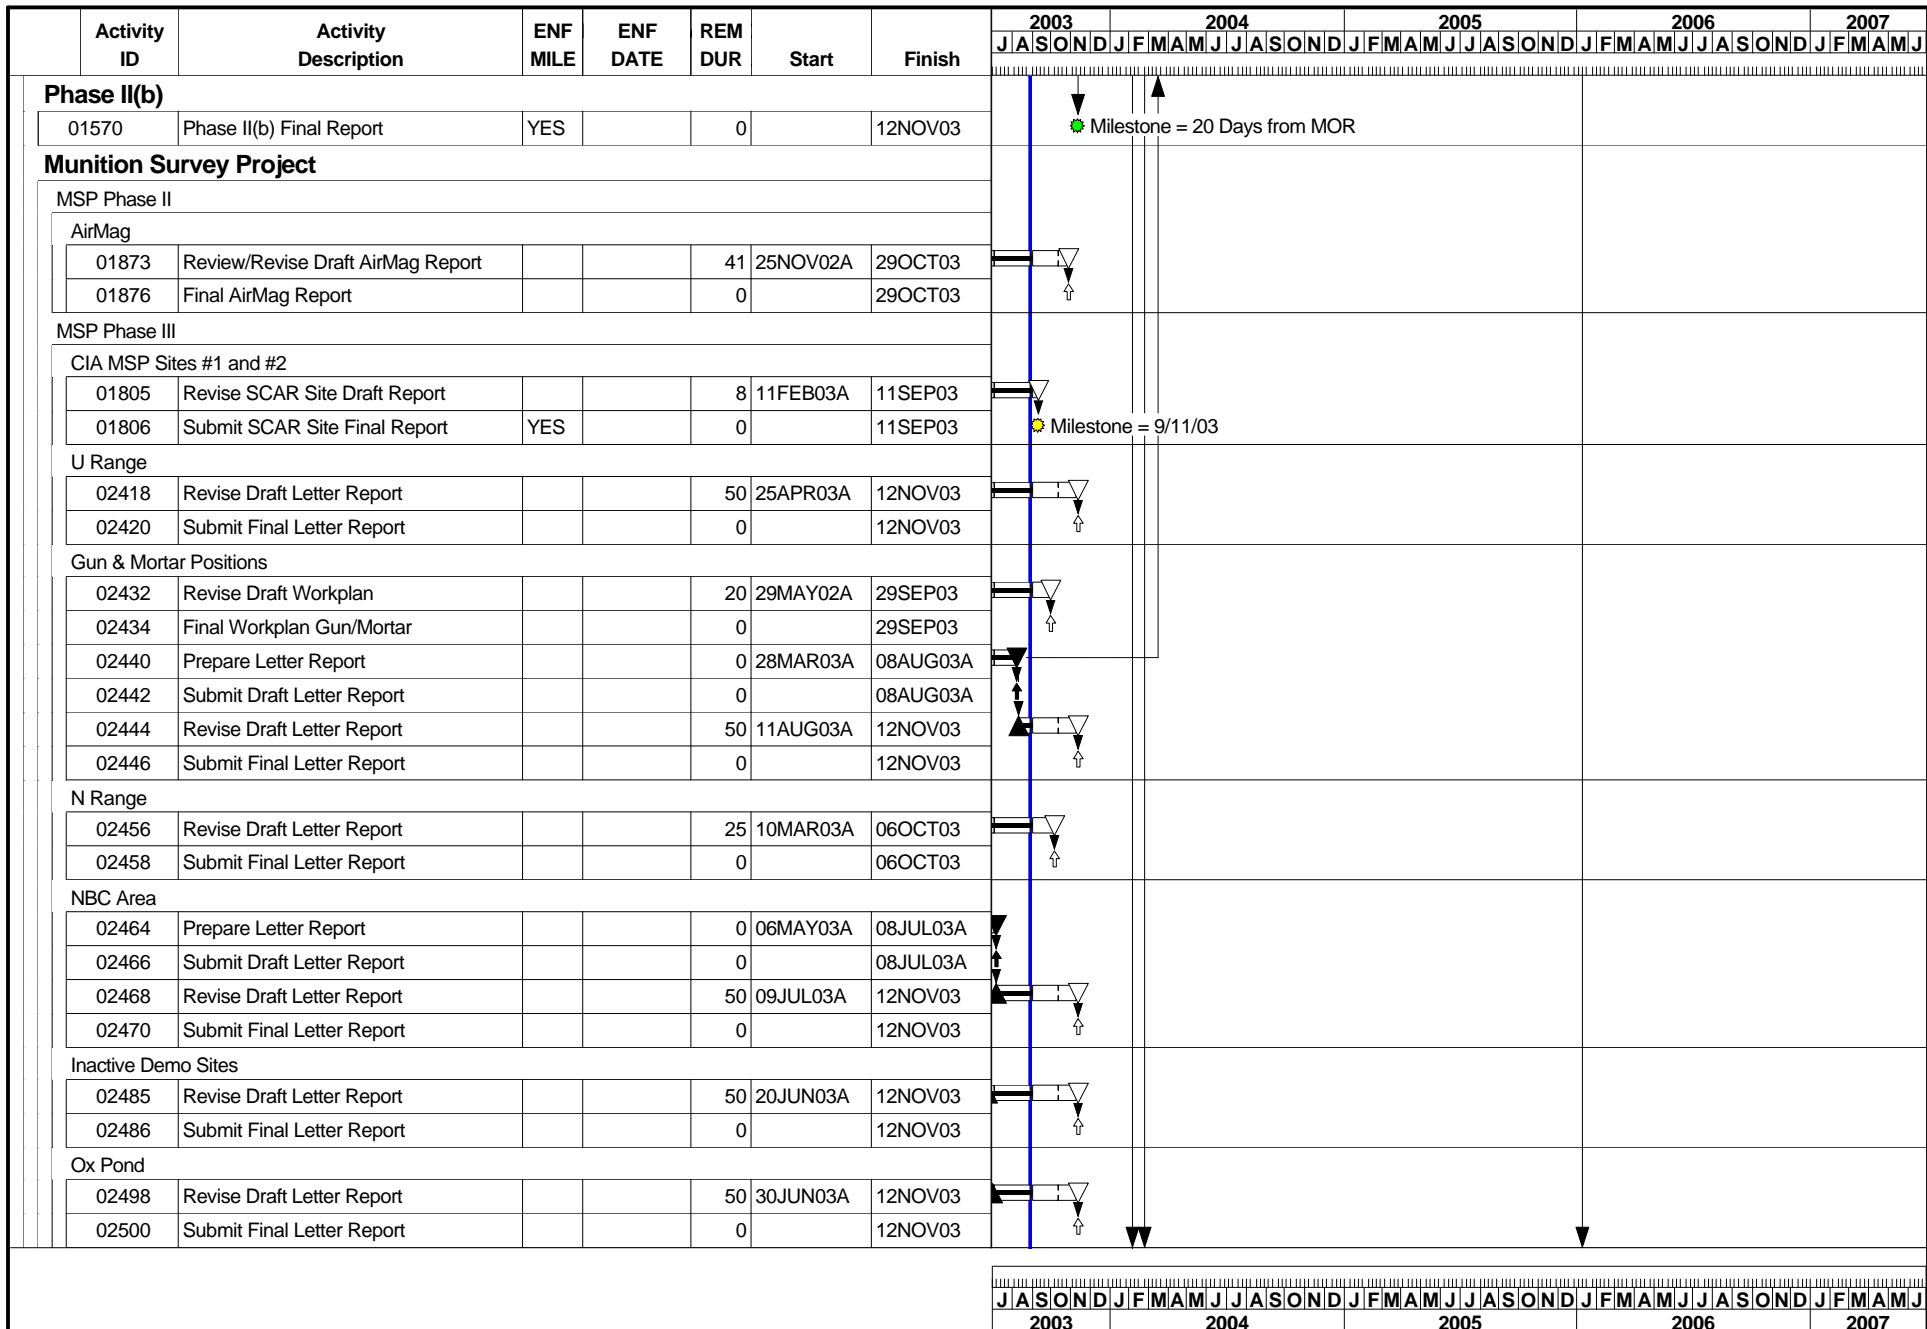 Activity ID Activity Description ENF MILE ENF DATE REM DUR Start Finish 2003 2004 2005 2006 2007
J A S O N D J F M A M J J A S O N D J F M A M J J A S O N D J F M A M J J A S O N D J F M A M J
Phase II(b)
01570 Phase II(b) Final Report YES 0 12NOV03 Milestone = 20 Days from MOR
Munition Survey Project
MSP Phase II
AirMag
01873 Review/Revise Draft AirMag Report 41 25NOV02A 29OCT03
01876 Final AirMag Report 0 29OCT03
MSP Phase III
CIA MSP Sites #1 and #2
01805 Revise SCAR Site Draft Report 8 11FEB03A 11SEP03
01806 Submit SCAR Site Final Report YES 0 11SEP03 Milestone = 9/11/03
U Range
02418 Revise Draft Letter Report 50 25APR03A 12NOV03
02420 Submit Final Letter Report 0 12NOV03
Gun & Mortar Positions
02432 Revise Draft Workplan 20 29MAY02A 29SEP03
02434 Final Workplan Gun/Mortar 0 29SEP03
02440 Prepare Letter Report 0 28MAR03A 08AUG03A
02442 Submit Draft Letter Report 0 08AUG03A
02444 Revise Draft Letter Report 50 11AUG03A 12NOV03
02446 Submit Final Letter Report 0 12NOV03
N Range
02456 Revise Draft Letter Report 25 10MAR03A 06OCT03
02458 Submit Final Letter Report 0 06OCT03
NBC Area
02464 Prepare Letter Report 0 06MAY03A 08JUL03A
02466 Submit Draft Letter Report 0 08JUL03A
02468 Revise Draft Letter Report 50 09JUL03A 12NOV03
02470 Submit Final Letter Report 0 12NOV03
Inactive Demo Sites
02485 Revise Draft Letter Report 50 20JUN03A 12NOV03
02486 Submit Final Letter Report 0 12NOV03
Ox Pond
02498 Revise Draft Letter Report 50 30JUN03A 12NOV03
02500 Submit Final Letter Report 0 12NOV03
J A S O N D J F M A M J J A S O N D J F M A M J J A S O N D J F M A M J J A S O N D J F M A M J
2003 2004 2005 2006 2007